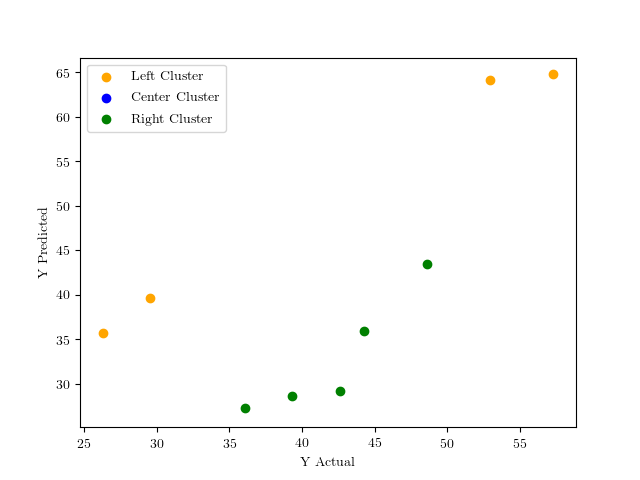 Left Cluster
Center Cluster
Right Cluster
65
60
55
50
45
40
35
30
Y Predicted
25 30 35 40 45 50 55
Y Actual